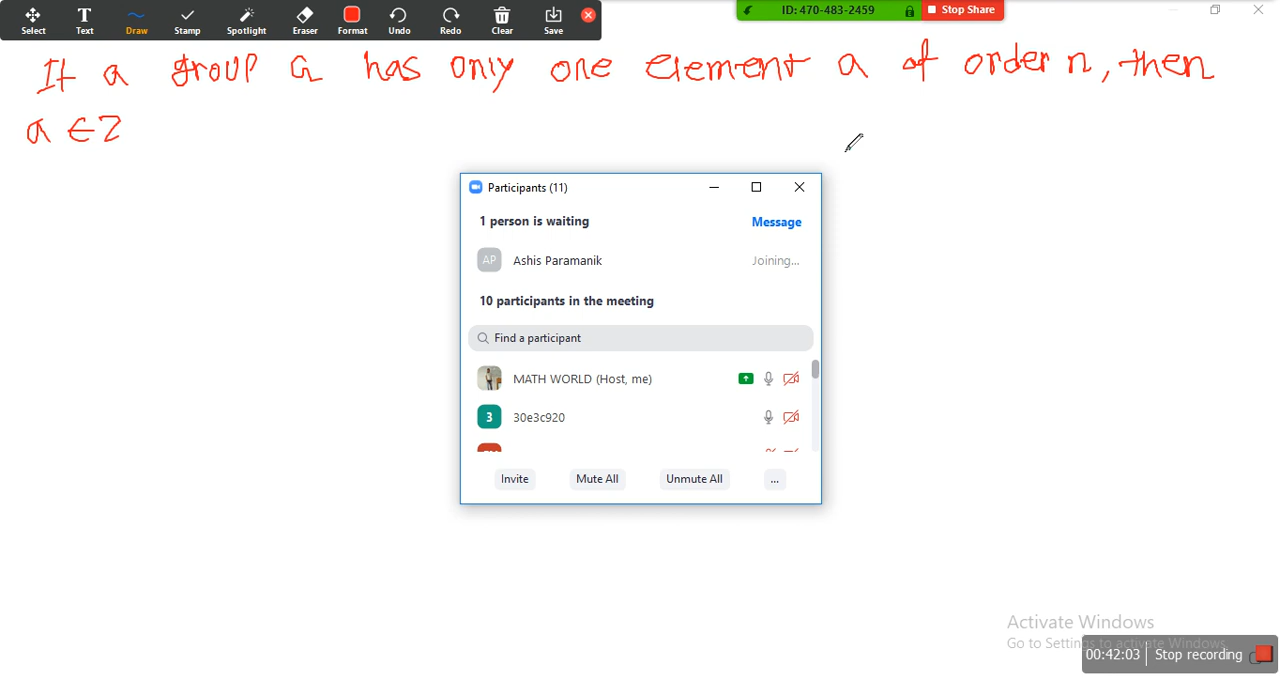 Select Text Draw Stamp Spotlight Eraser Format Undo Redo Clear Save
ID: 470-483-2459 Stop Share
If a group G has only one element a of order n, then
a ∈ Z
Participants (11)
1 person is waiting Message
AP Ashis Paramanik Joining...
10 participants in the meeting
Find a participant
MATH WORLD (Host, me)
3 30e3c920
Invite Mute All Unmute All ...
Activate Windows
Go to Settings to activate Windows.
00:42:03 Stop recording